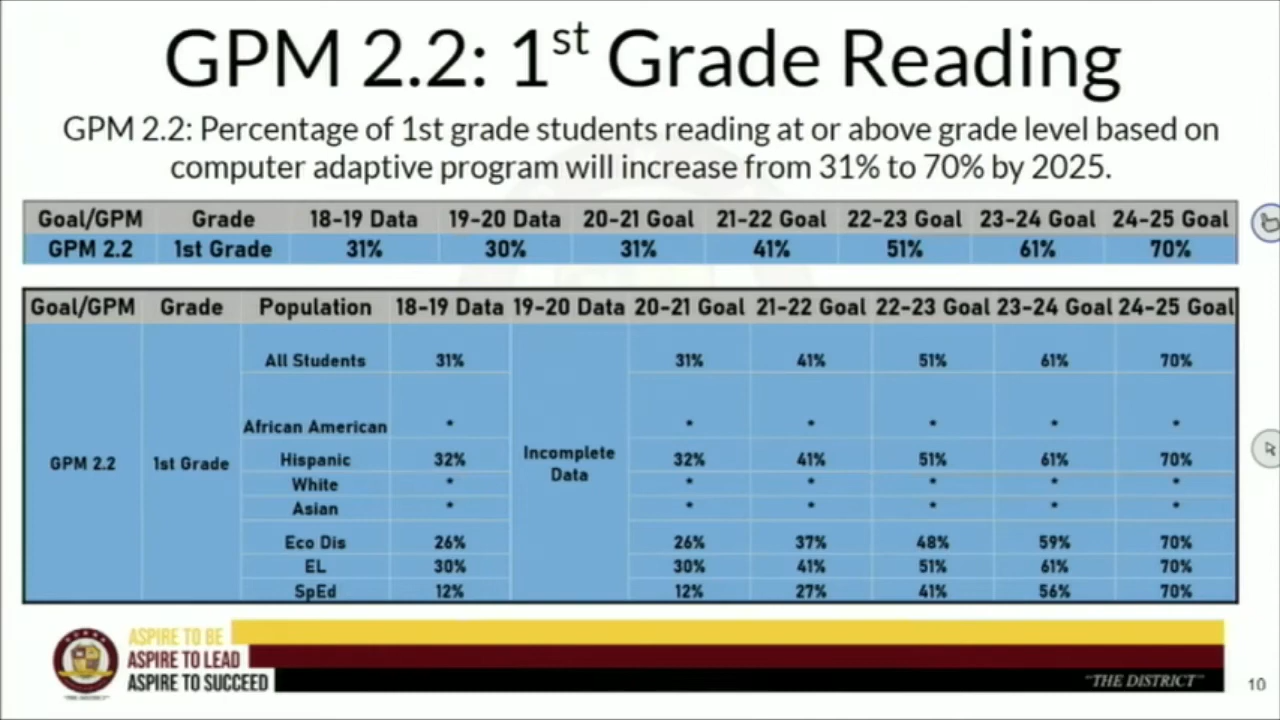 GPM 2.2: 1st Grade Reading
GPM 2.2: Percentage of 1st grade students reading at or above grade level based on
computer adaptive program will increase from 31% to 70% by 2025.
Goal/GPM Grade 18-19 Data 19-20 Data 20-21 Goal 21-22 Goal 22-23 Goal 23-24 Goal 24-25 Goal
GPM 2.2 1st Grade 31% 30% 31% 41% 51% 61% 70%
Goal/GPM Grade Population 18-19 Data 19-20 Data 20-21 Goal 21-22 Goal 22-23 Goal 23-24 Goal 24-25 Goal
All Students 31% 31% 41% 51% 61% 70%
African American * * * * * *
GPM 2.2 1st Grade Hispanic 32% Incomplete Data 32% 41% 51% 61% 70%
White * * * * * *
Asian * * * * * *
Eco Dis 26% 26% 37% 48% 59% 70%
EL 30% 30% 41% 51% 61% 70%
SpEd 12% 12% 27% 41% 56% 70%
ASPIRE TO BE
ASPIRE TO LEAD
ASPIRE TO SUCCEED
"THE DISTRICT"
"THE DISTRICT"
10